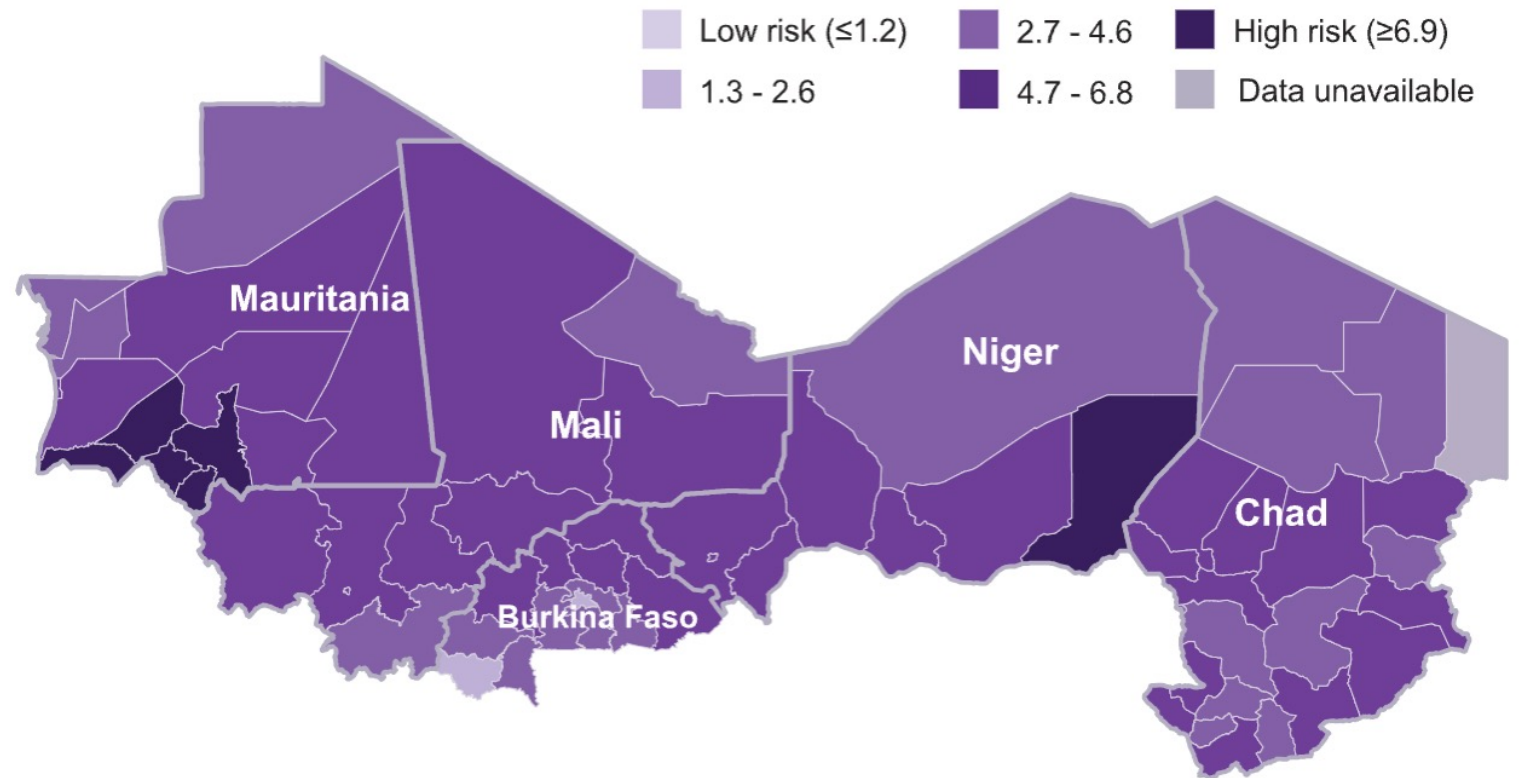 Low risk (≤1.2)
2.7 - 4.6
High risk (≥6.9)
1.3 - 2.6
4.7 - 6.8
Data unavailable
Mauritania
Niger
Mali
Chad
Burkina Faso